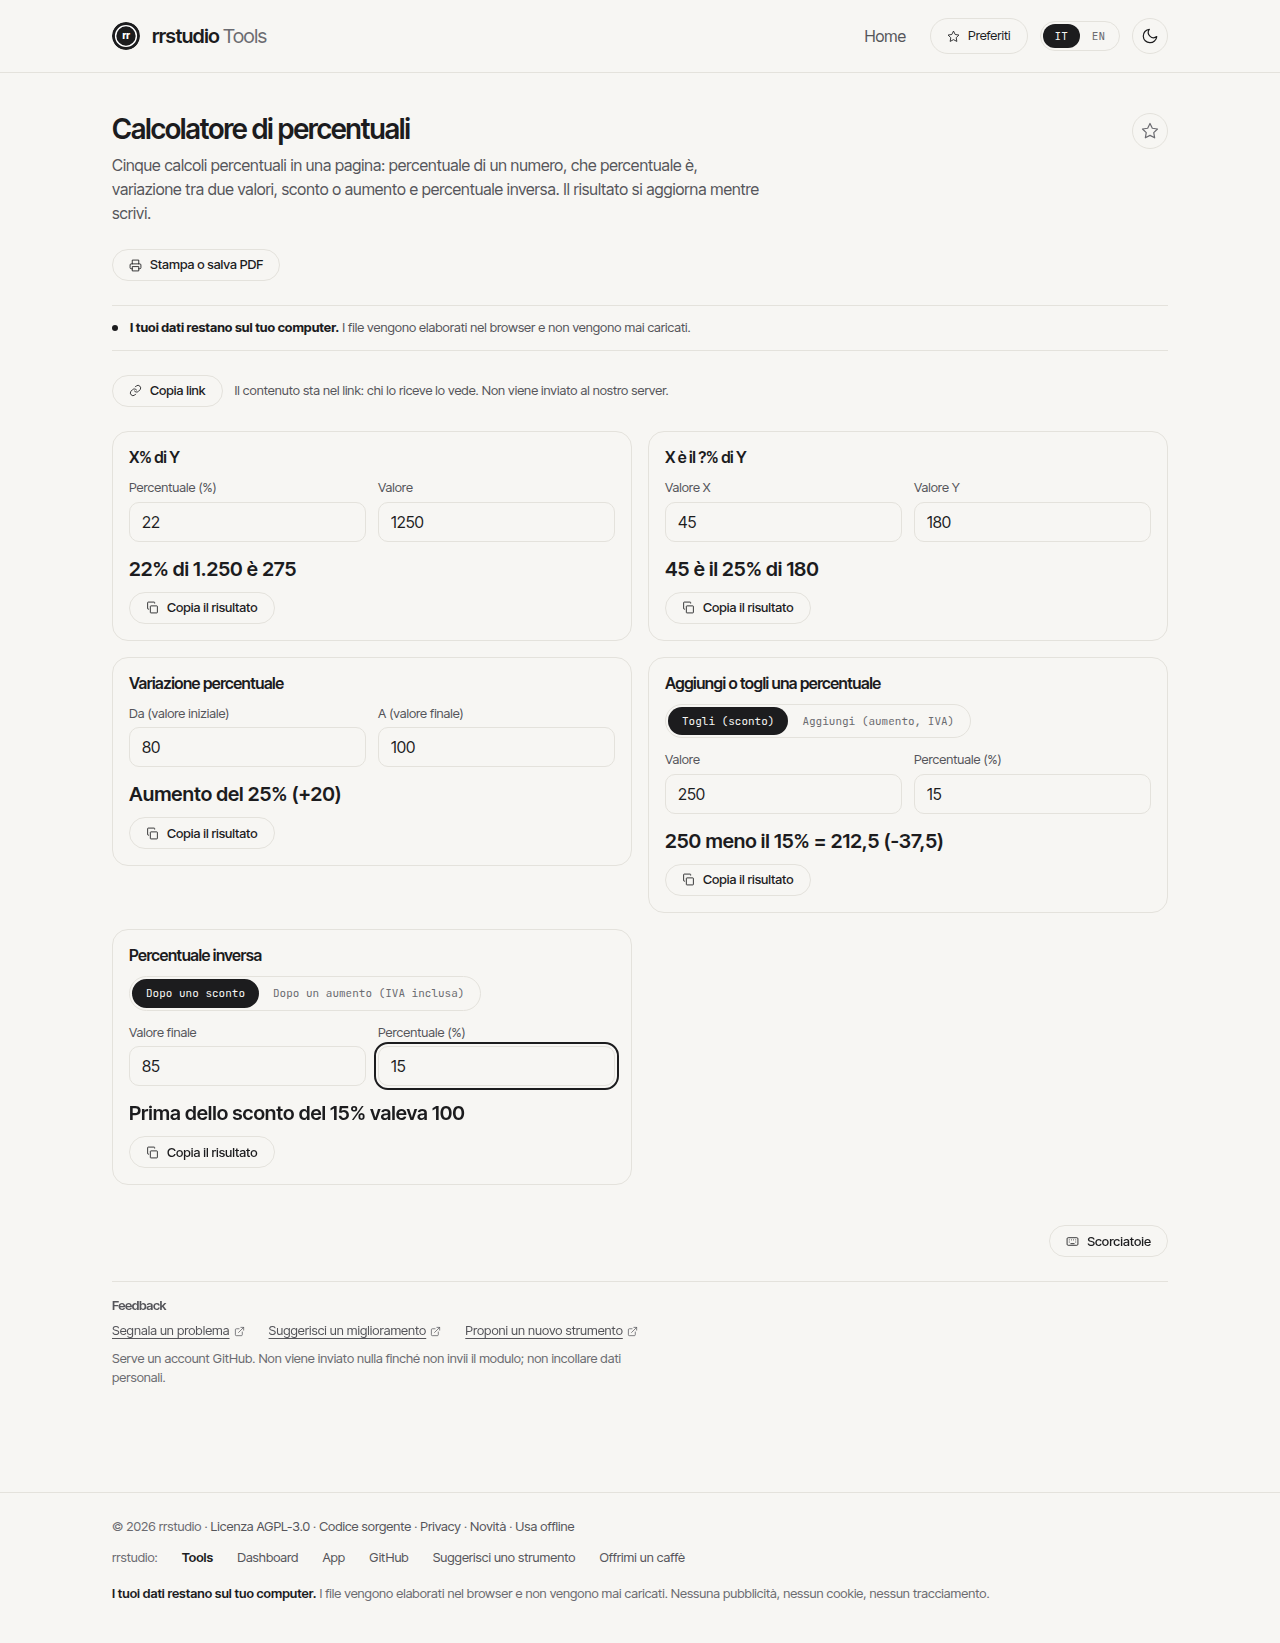 rr rrstudio Tools
Home
Preferiti
IT
EN
Calcolatore di percentuali
Cinque calcoli percentuali in una pagina: percentuale di un numero, che percentuale è,
variazione tra due valori, sconto o aumento e percentuale inversa. Il risultato si aggiorna mentre
scrivi.
Stampa o salva PDF
I tuoi dati restano sul tuo computer. I file vengono elaborati nel browser e non vengono mai caricati.
Copia link
Il contenuto sta nel link: chi lo riceve lo vede. Non viene inviato al nostro server.
X% di Y
Percentuale (%)
Valore
22
1250
22% di 1.250 è 275
Copia il risultato
X è il ?% di Y
Valore X
Valore Y
45
180
45 è il 25% di 180
Copia il risultato
Variazione percentuale
Da (valore iniziale)
A (valore finale)
80
100
Aumento del 25% (+20)
Copia il risultato
Aggiungi o togli una percentuale
Togli (sconto)
Aggiungi (aumento, IVA)
Valore
Percentuale (%)
250
15
250 meno il 15% = 212,5 (-37,5)
Copia il risultato
Percentuale inversa
Dopo uno sconto
Dopo un aumento (IVA inclusa)
Valore finale
Percentuale (%)
85
15
Prima dello sconto del 15% valeva 100
Copia il risultato
Scorciatoie
Feedback
Segnala un problema
Suggerisci un miglioramento
Proponi un nuovo strumento
Serve un account GitHub. Non viene inviato nulla finché non invii il modulo; non incollare dati
personali.
© 2026 rrstudio · Licenza AGPL-3.0 · Codice sorgente · Privacy · Novità · Usa offline
rrstudio: Tools Dashboard App GitHub Suggerisci uno strumento Offrimi un caffè
I tuoi dati restano sul tuo computer. I file vengono elaborati nel browser e non vengono mai caricati. Nessuna pubblicità, nessun cookie, nessun tracciamento.